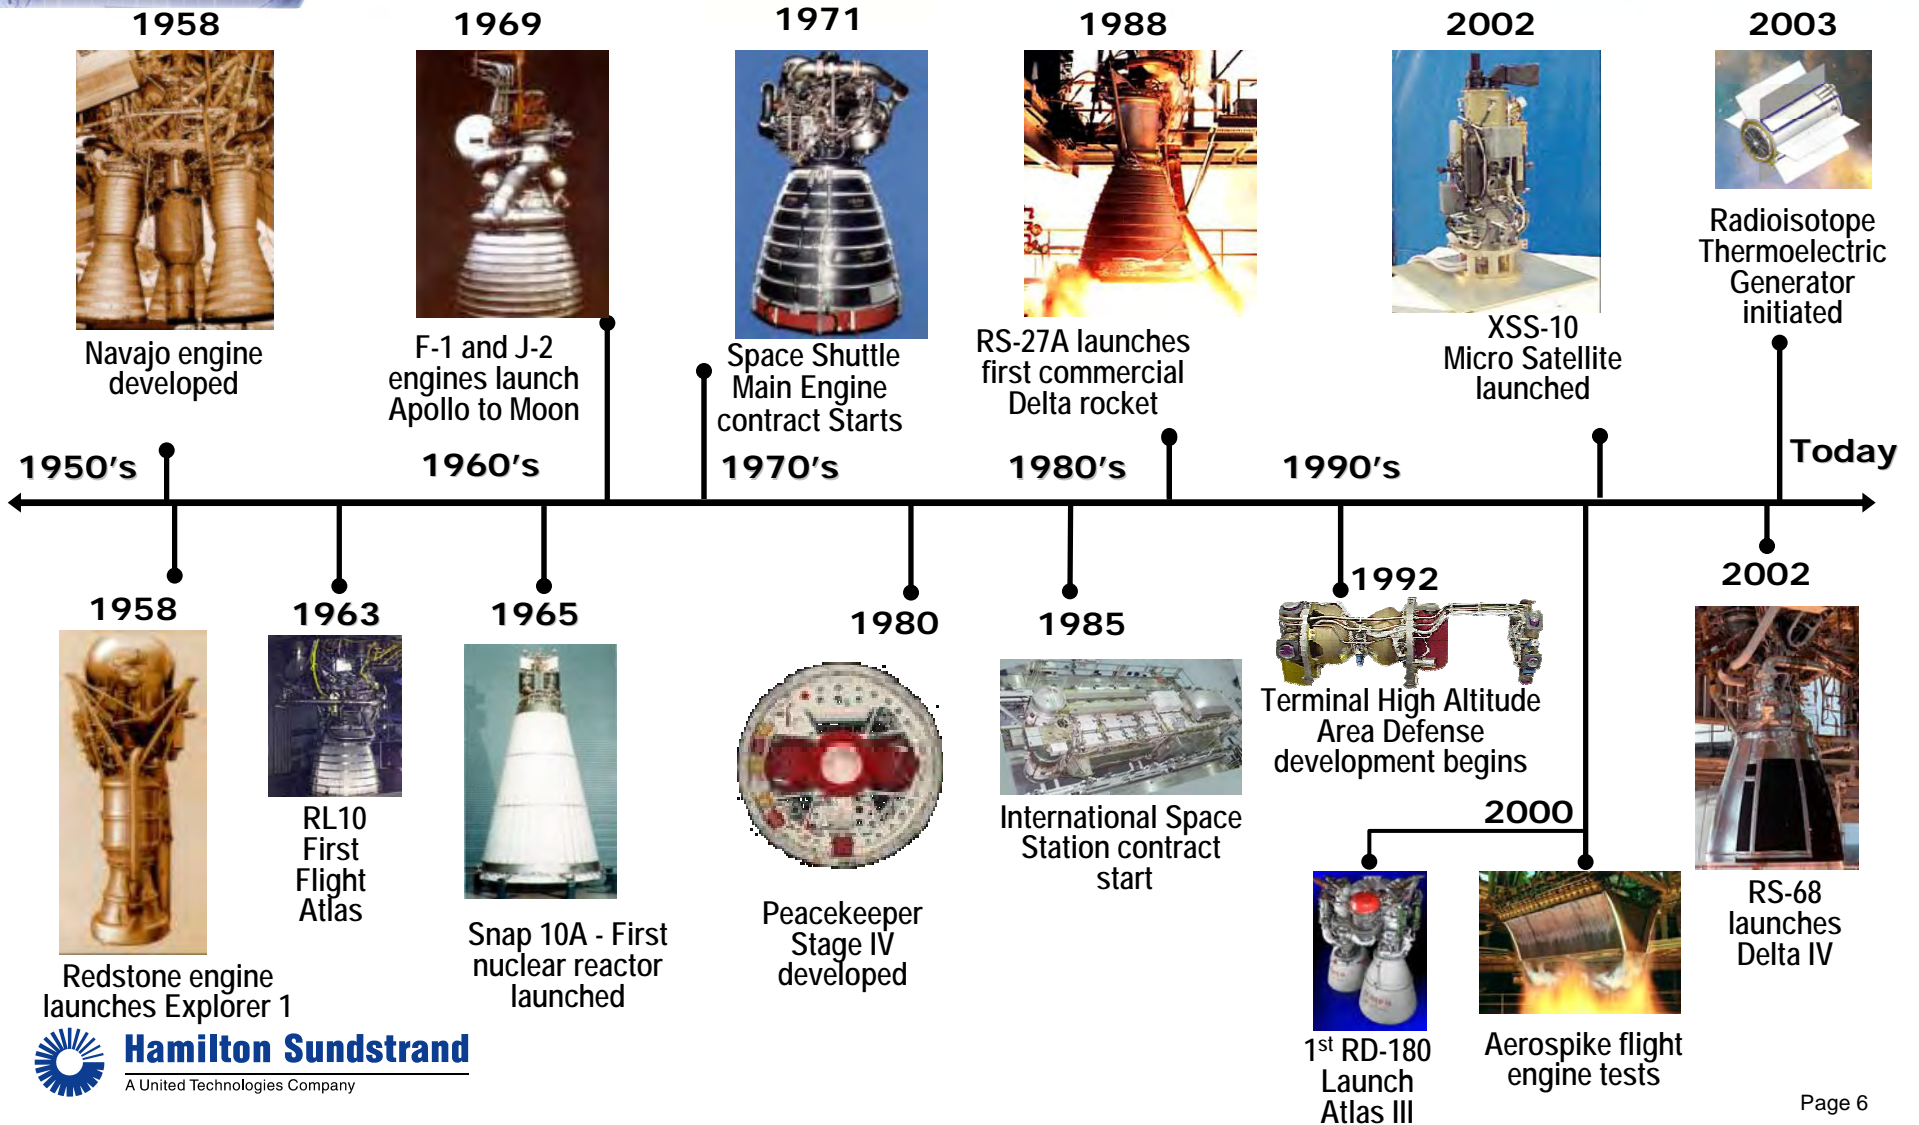 1958
1969
1971
1988
2002
2003
Navajo engine
developed
F-1 and J-2
engines launch
Apollo to Moon
Space Shuttle
Main Engine
contract Starts
RS-27A launches
first commercial
Delta rocket
XSS-10
Micro Satellite
launched
Radioisotope
Thermoelectric
Generator
initiated
1950's
1960's
1970's
1980's
1990's
Today
1958
Redstone engine
launches Explorer 1
1963
RL10
First
Flight
Atlas
1965
Snap 10A - First
nuclear reactor
launched
1980
Peacekeeper
Stage IV
developed
1985
International Space
Station contract
start
1992
Terminal High Altitude
Area Defense
development begins
2000
1st RD-180
Launch
Atlas III
Aerospike flight
engine tests
2002
RS-68
launches
Delta IV
Hamilton Sundstrand
A United Technologies Company
Page 6